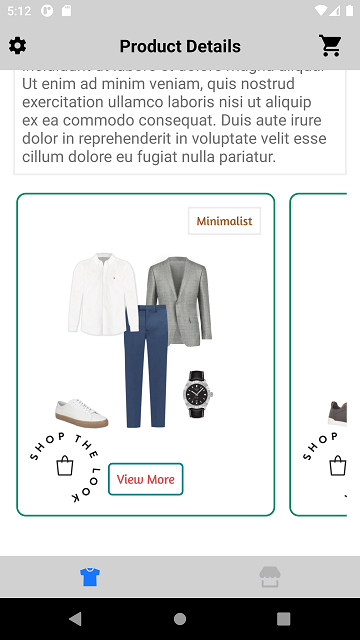 5:12
Product Details
Ut enim ad minim veniam, quis nostrud
exercitation ullamco laboris nisi ut aliquip
ex ea commodo consequat. Duis aute irure
dolor in reprehenderit in voluptate velit esse
cillum dolore eu fugiat nulla pariatur.
Minimalist
SHOP THE LOOK
View More